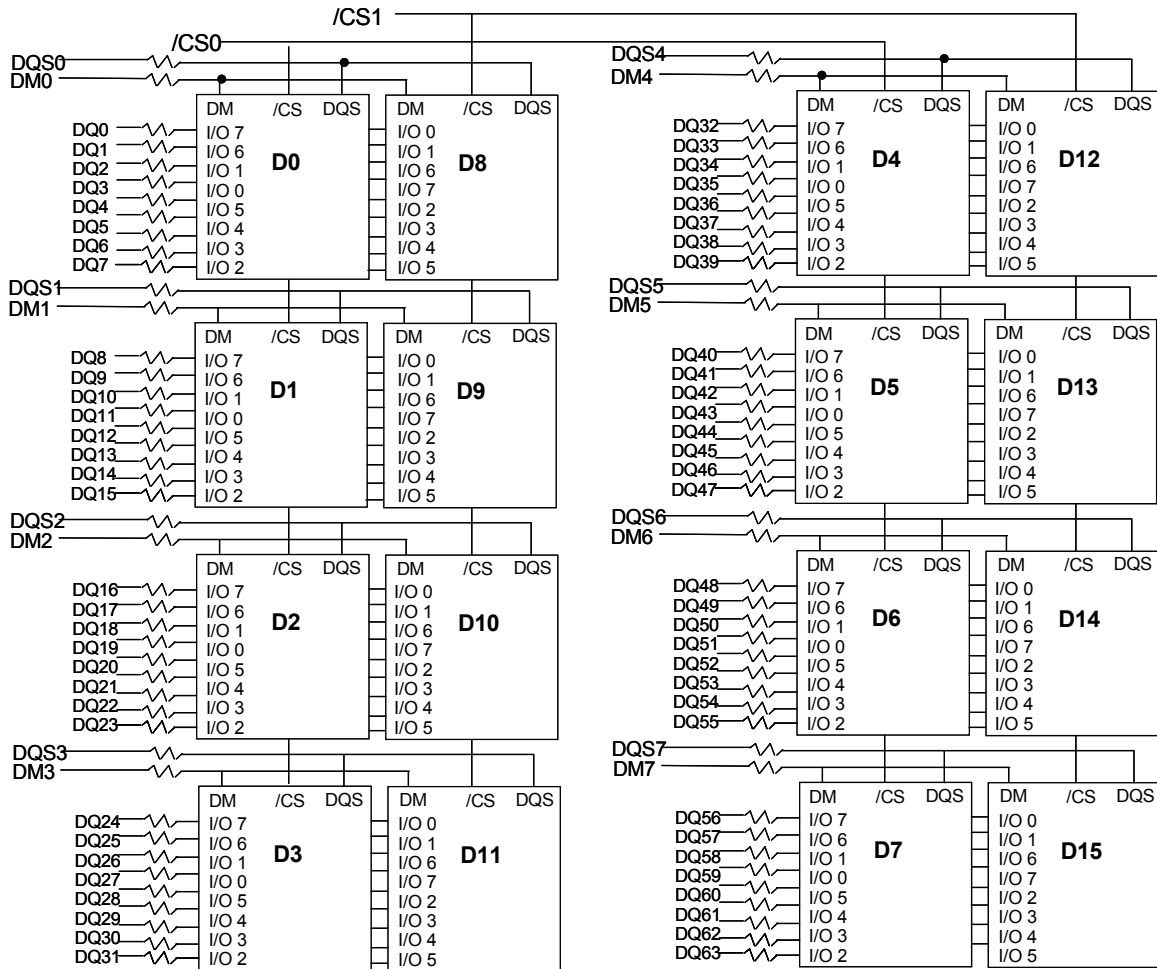 /CS1
/CS0
DQS0
DM0
DM /CS DQS
DM /CS DQS
DQ0 I/O 7 I/O 0
DQ1 I/O 6 I/O 1
DQ2 I/O 1 I/O 6
DQ3 I/O 0 I/O 7
DQ4 I/O 5 I/O 2
DQ5 I/O 4 I/O 3
DQ6 I/O 3 I/O 4
DQ7 I/O 2 I/O 5
D0
D8
DQS1
DM1
DM /CS DQS
DM /CS DQS
DQ8 I/O 7 I/O 0
DQ9 I/O 6 I/O 1
DQ10 I/O 1 I/O 6
DQ11 I/O 0 I/O 7
DQ12 I/O 5 I/O 2
DQ13 I/O 4 I/O 3
DQ14 I/O 3 I/O 4
DQ15 I/O 2 I/O 5
D1
D9
DQS2
DM2
DM /CS DQS
DM /CS DQS
DQ16 I/O 7 I/O 0
DQ17 I/O 6 I/O 1
DQ18 I/O 1 I/O 6
DQ19 I/O 0 I/O 7
DQ20 I/O 5 I/O 2
DQ21 I/O 4 I/O 3
DQ22 I/O 3 I/O 4
DQ23 I/O 2 I/O 5
D2
D10
DQS3
DM3
DM /CS DQS
DM /CS DQS
DQ24 I/O 7 I/O 0
DQ25 I/O 6 I/O 1
DQ26 I/O 1 I/O 6
DQ27 I/O 0 I/O 7
DQ28 I/O 5 I/O 2
DQ29 I/O 4 I/O 3
DQ30 I/O 3 I/O 4
DQ31 I/O 2 I/O 5
D3
D11
DQS4
DM4
DM /CS DQS
DM /CS DQS
DQ32 I/O 7 I/O 0
DQ33 I/O 6 I/O 1
DQ34 I/O 1 I/O 6
DQ35 I/O 0 I/O 7
DQ36 I/O 5 I/O 2
DQ37 I/O 4 I/O 3
DQ38 I/O 3 I/O 4
DQ39 I/O 2 I/O 5
D4
D12
DQS5
DM5
DM /CS DQS
DM /CS DQS
DQ40 I/O 7 I/O 0
DQ41 I/O 6 I/O 1
DQ42 I/O 1 I/O 6
DQ43 I/O 0 I/O 7
DQ44 I/O 5 I/O 2
DQ45 I/O 4 I/O 3
DQ46 I/O 3 I/O 4
DQ47 I/O 2 I/O 5
D5
D13
DQS6
DM6
DM /CS DQS
DM /CS DQS
DQ48 I/O 7 I/O 0
DQ49 I/O 6 I/O 1
DQ50 I/O 1 I/O 6
DQ51 I/O 0 I/O 7
DQ52 I/O 5 I/O 2
DQ53 I/O 4 I/O 3
DQ54 I/O 3 I/O 4
DQ55 I/O 2 I/O 5
D6
D14
DQS7
DM7
DM /CS DQS
DM /CS DQS
DQ56 I/O 7 I/O 0
DQ57 I/O 6 I/O 1
DQ58 I/O 1 I/O 6
DQ59 I/O 0 I/O 7
DQ60 I/O 5 I/O 2
DQ61 I/O 4 I/O 3
DQ62 I/O 3 I/O 4
DQ63 I/O 2 I/O 5
D7
D15